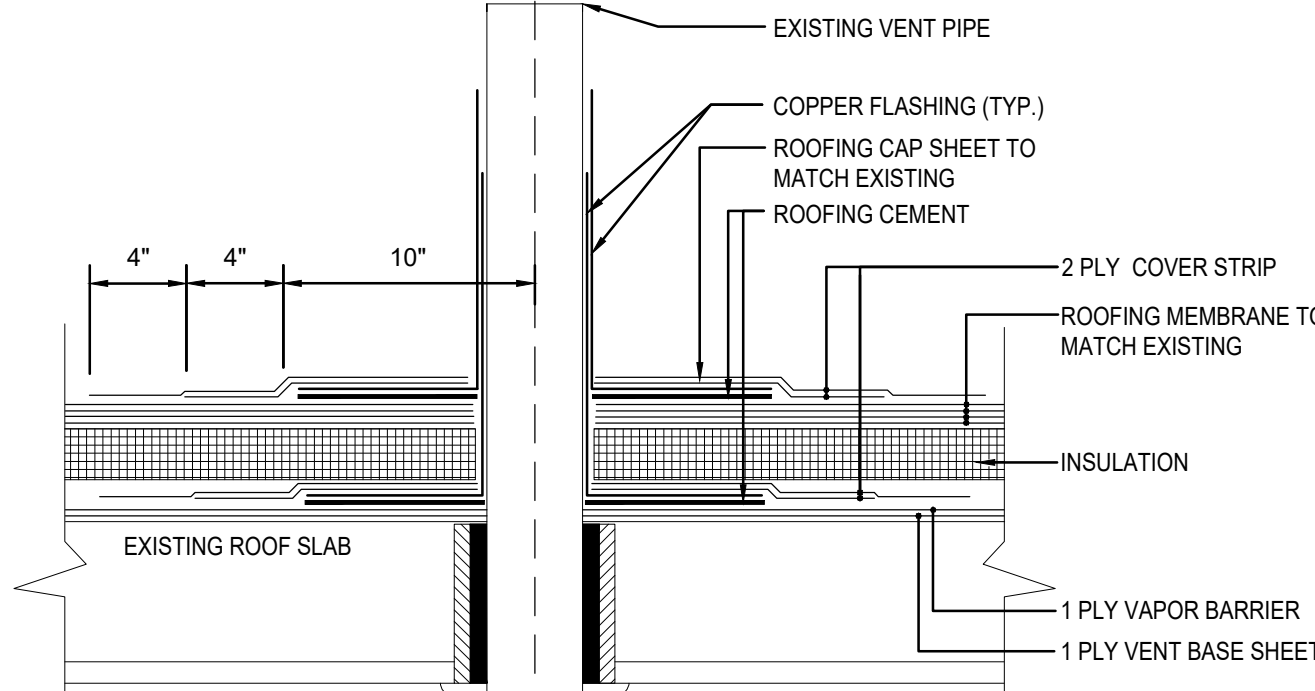 EXISTING VENT PIPE
COPPER FLASHING (TYP.)
ROOFING CAP SHEET TO
MATCH EXISTING
ROOFING CEMENT
4"
4"
10"
2 PLY COVER STRIP
ROOFING MEMBRANE TO
MATCH EXISTING
INSULATION
EXISTING ROOF SLAB
1 PLY VAPOR BARRIER
1 PLY VENT BASE SHEET